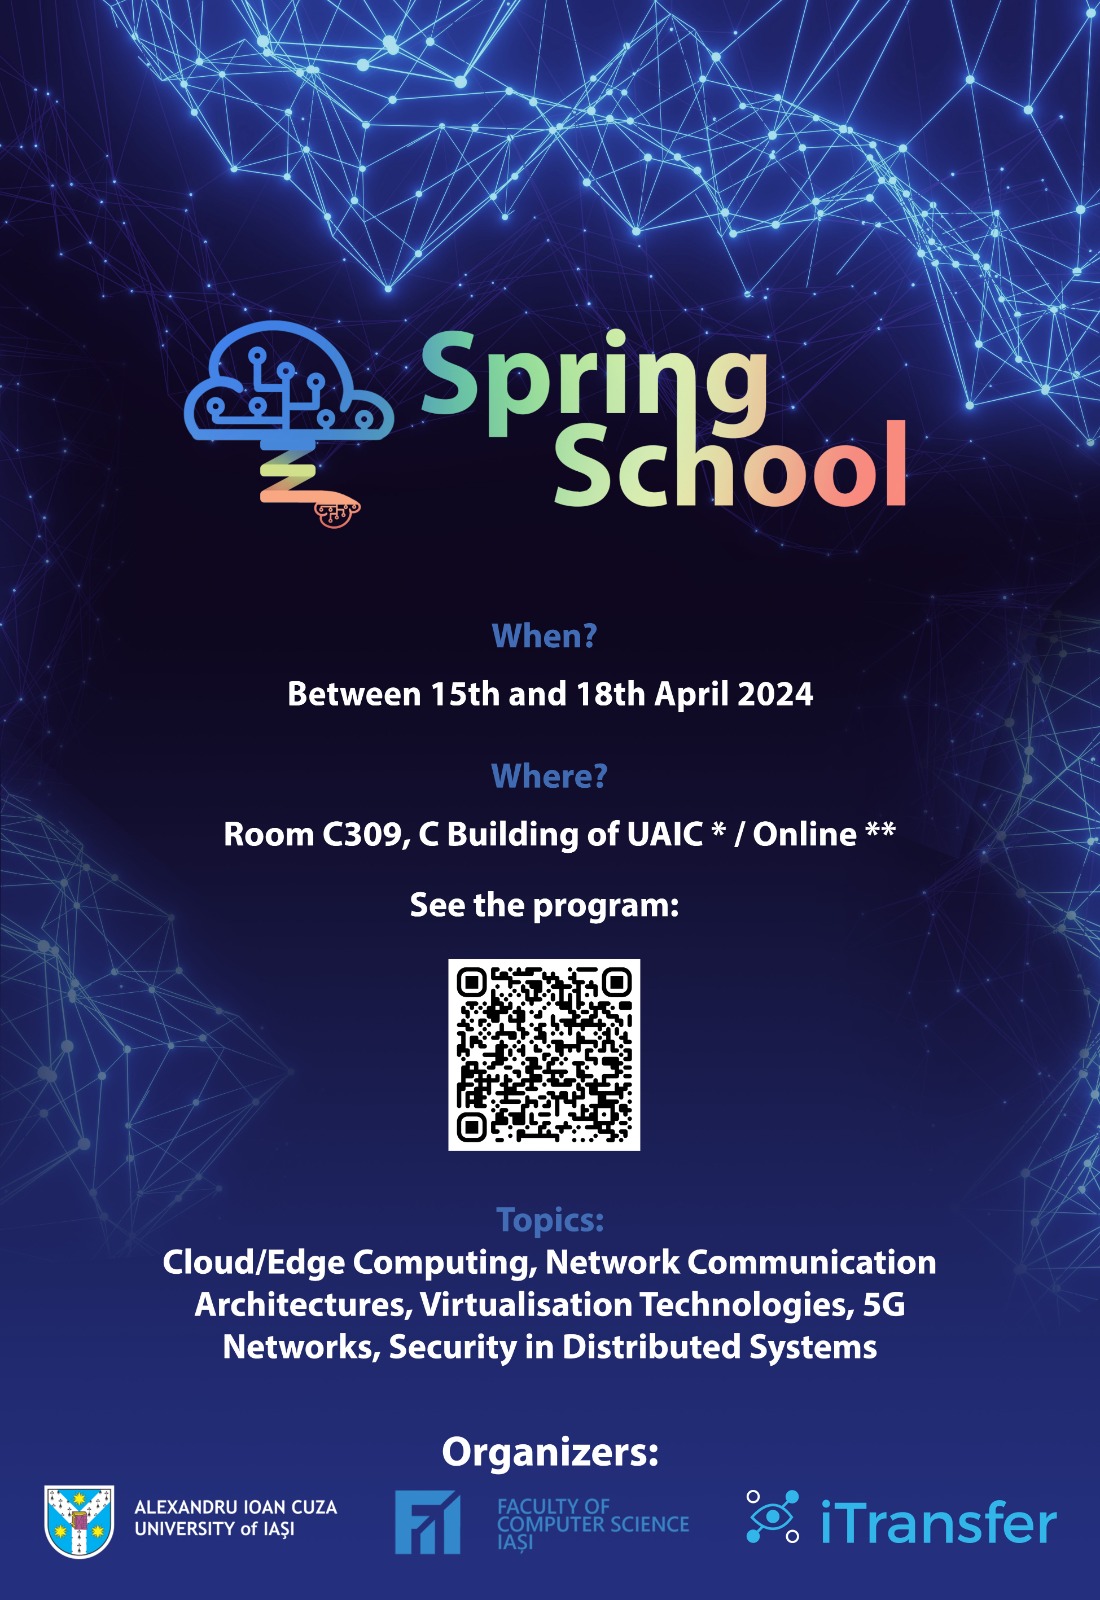 Spring
School
When?
Between 15th and 18th April 2024
Where?
Room C309, C Building of UAIC * / Online **
See the program:
Topics:
Cloud/Edge Computing, Network Communication
Architectures, Virtualisation Technologies, 5G
Networks, Security in Distributed Systems
Organizers:
ALEXANDRU IOAN CUZA
UNIVERSITY of IAŞI
FACULTY OF
COMPUTER SCIENCE
IAŞI
iTransfer